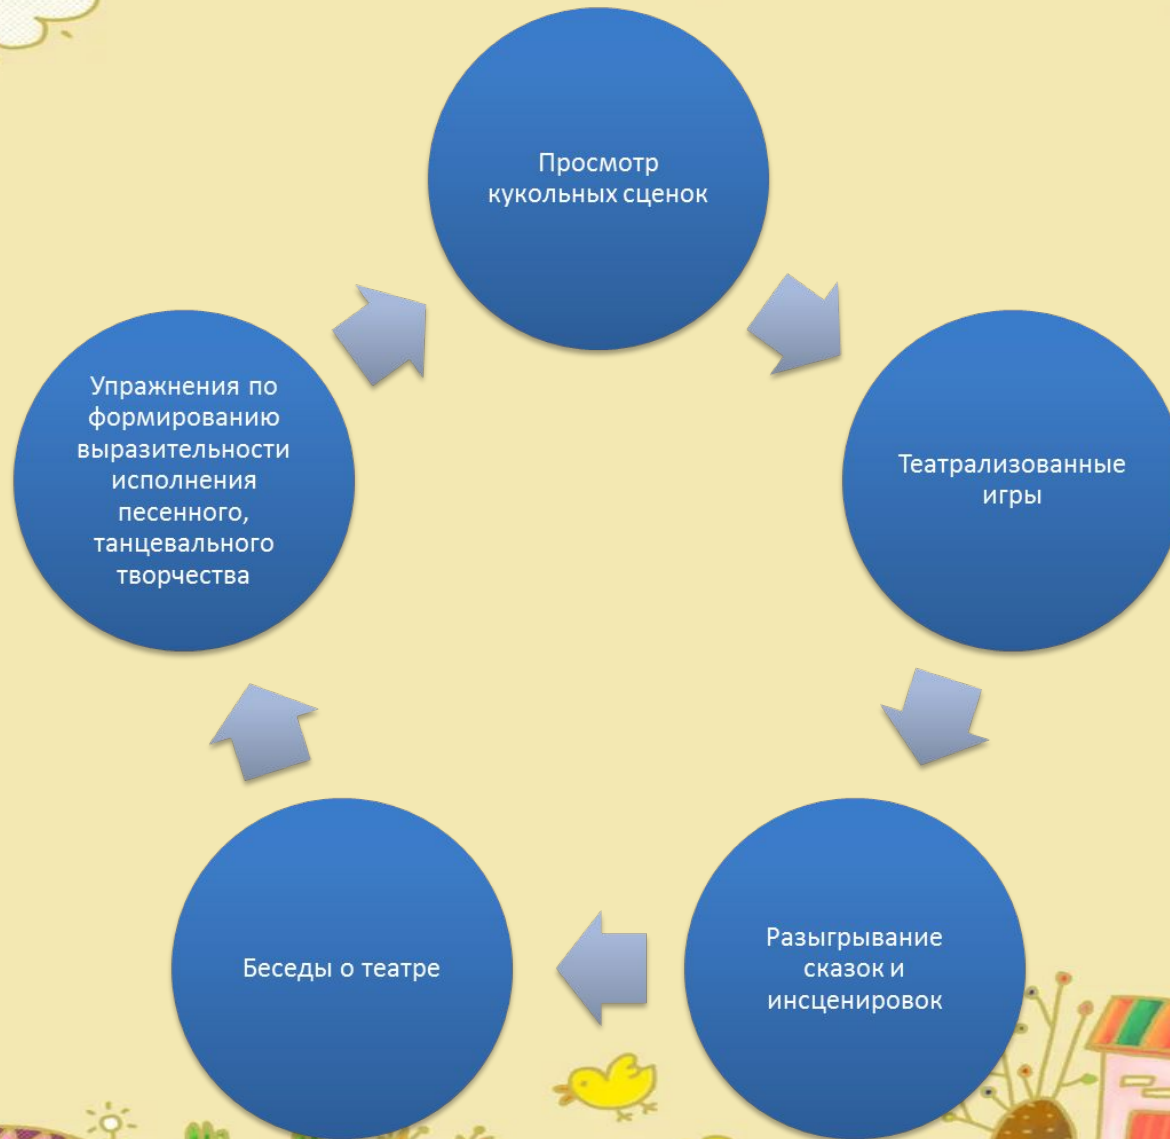 Просмотр
кукольных сценок
Театрализованные
игры
Разыгрывание
сказок и
инсценировок
Беседы о театре
Упражнения по
формированию
выразительности
исполнения
песенного,
танцевального
творчества